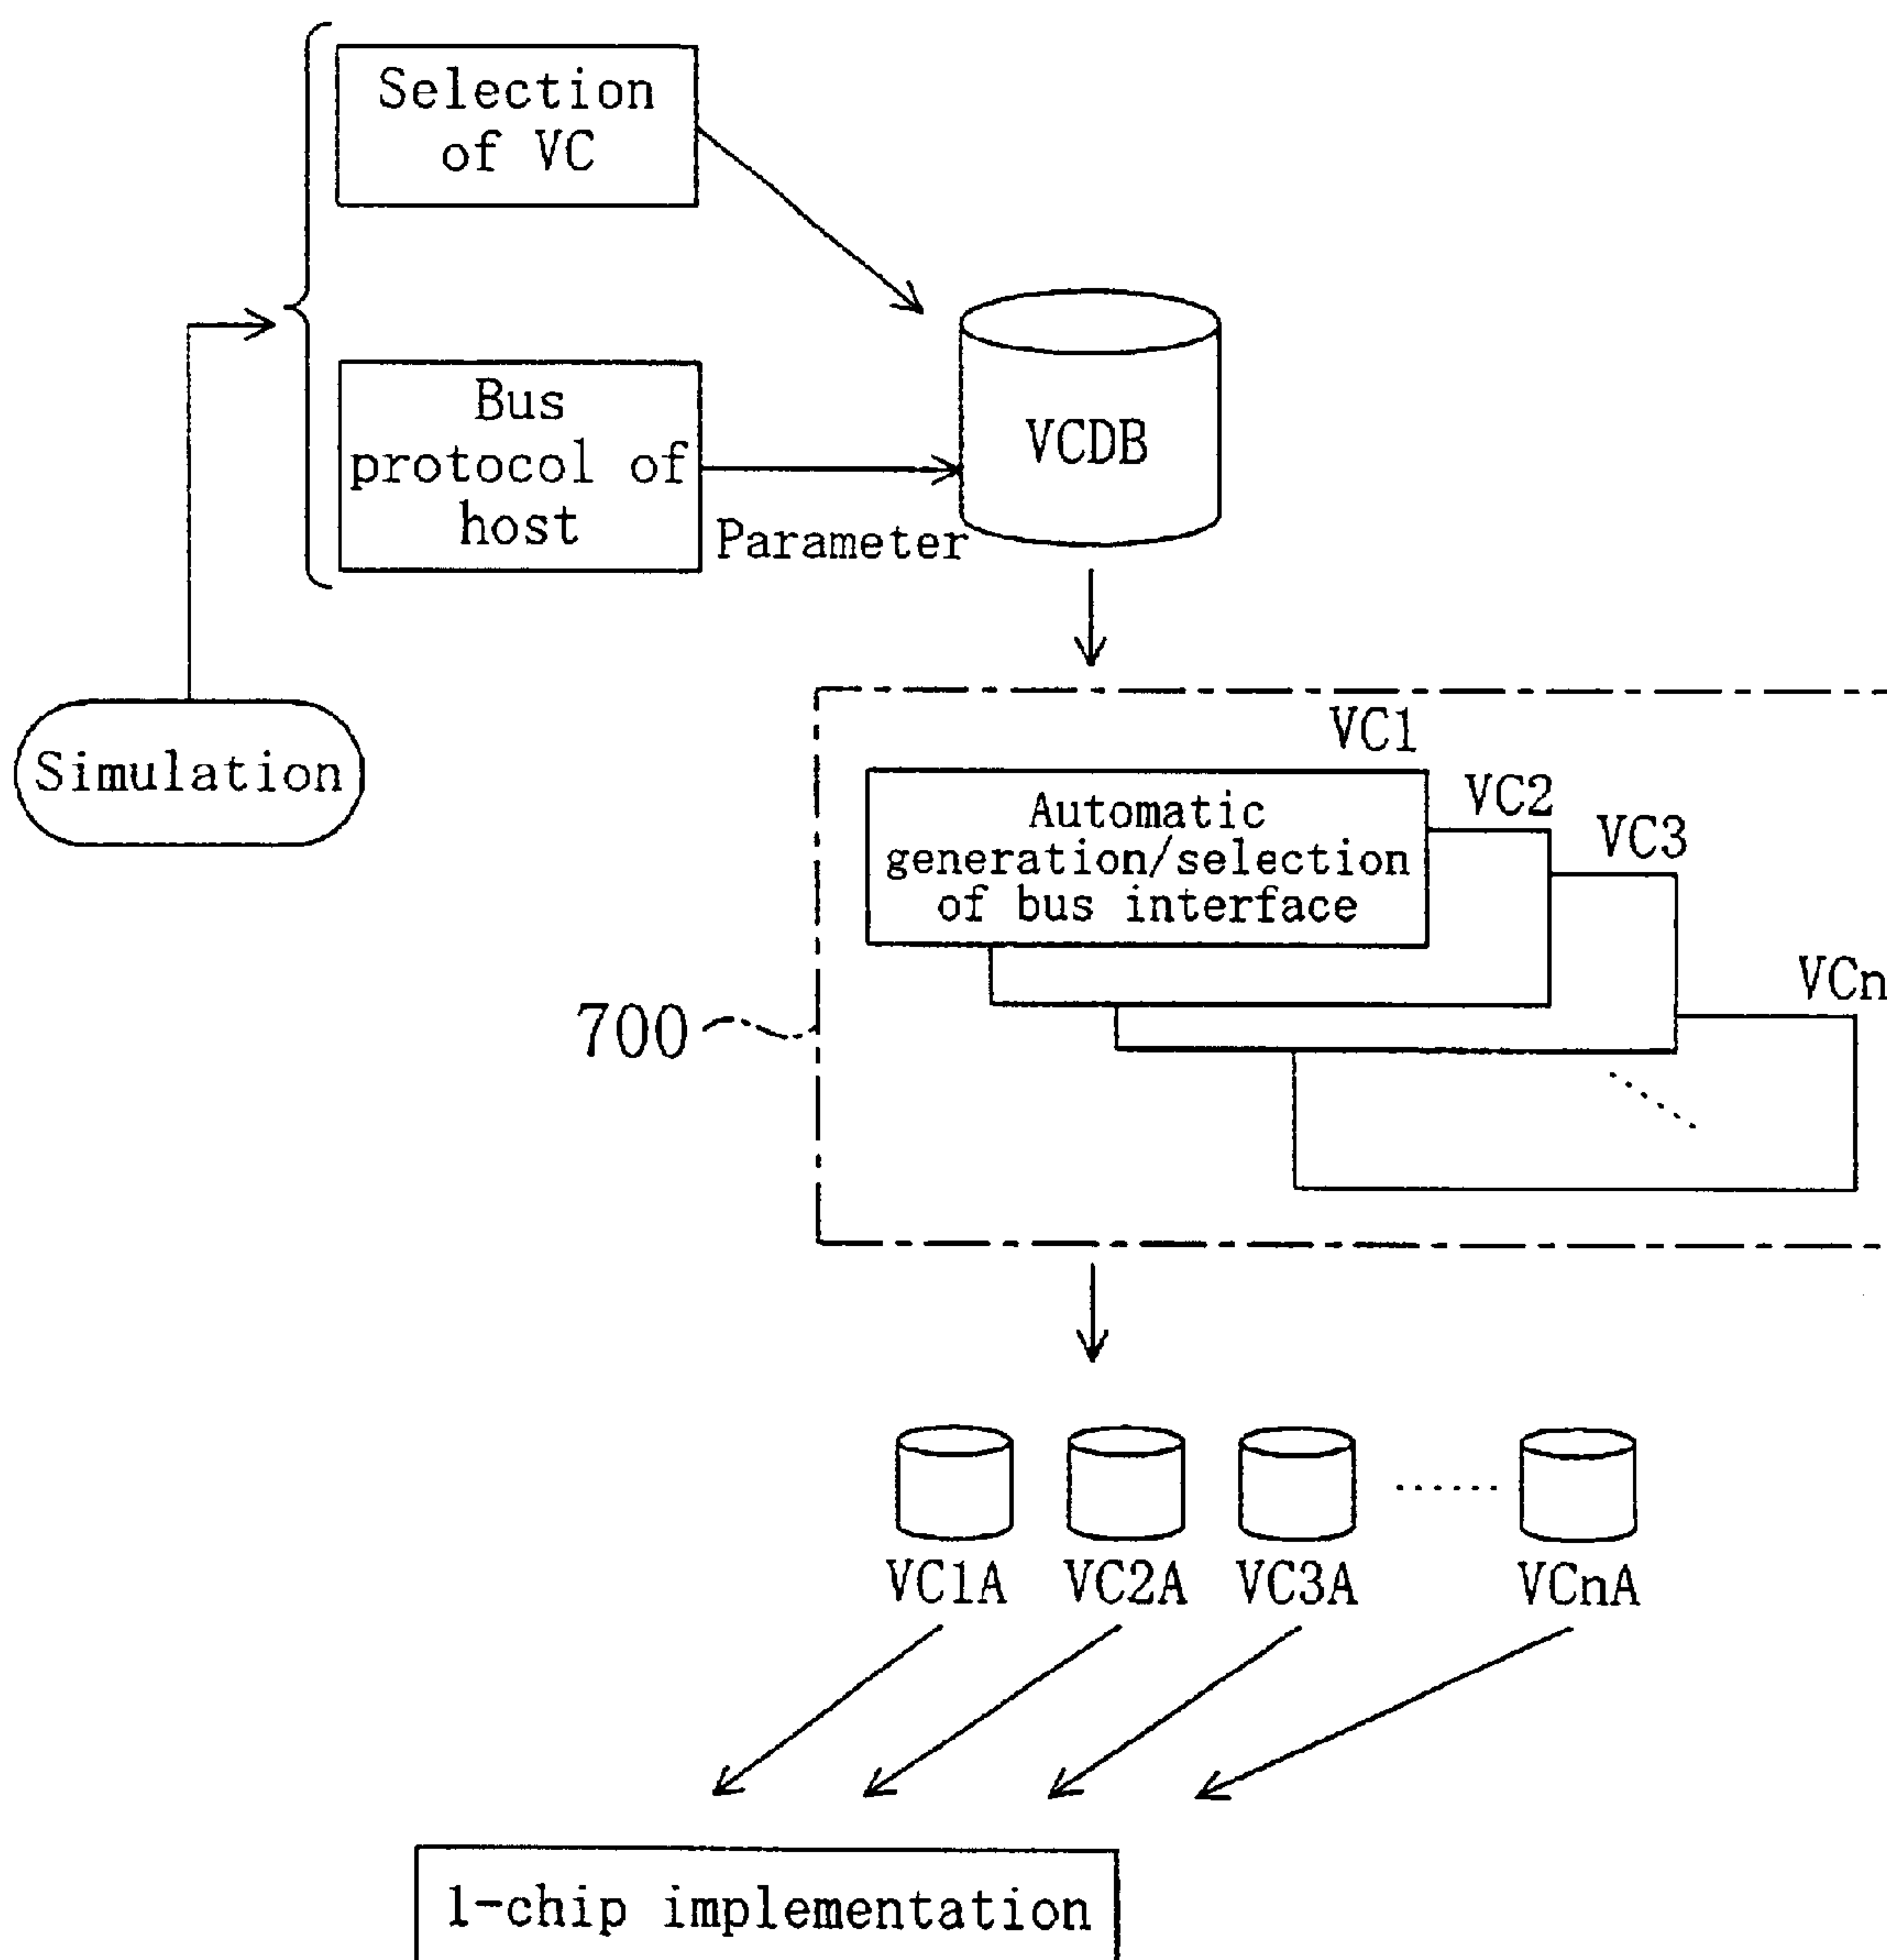 Selection
of VC
Bus
protocol of
host
Parameter
VCDB
Simulation
VC1
Automatic
generation/selection
of bus interface
VC2
VC3
VCn
700
VC1A
VC2A
VC3A
VCnA
1-chip implementation